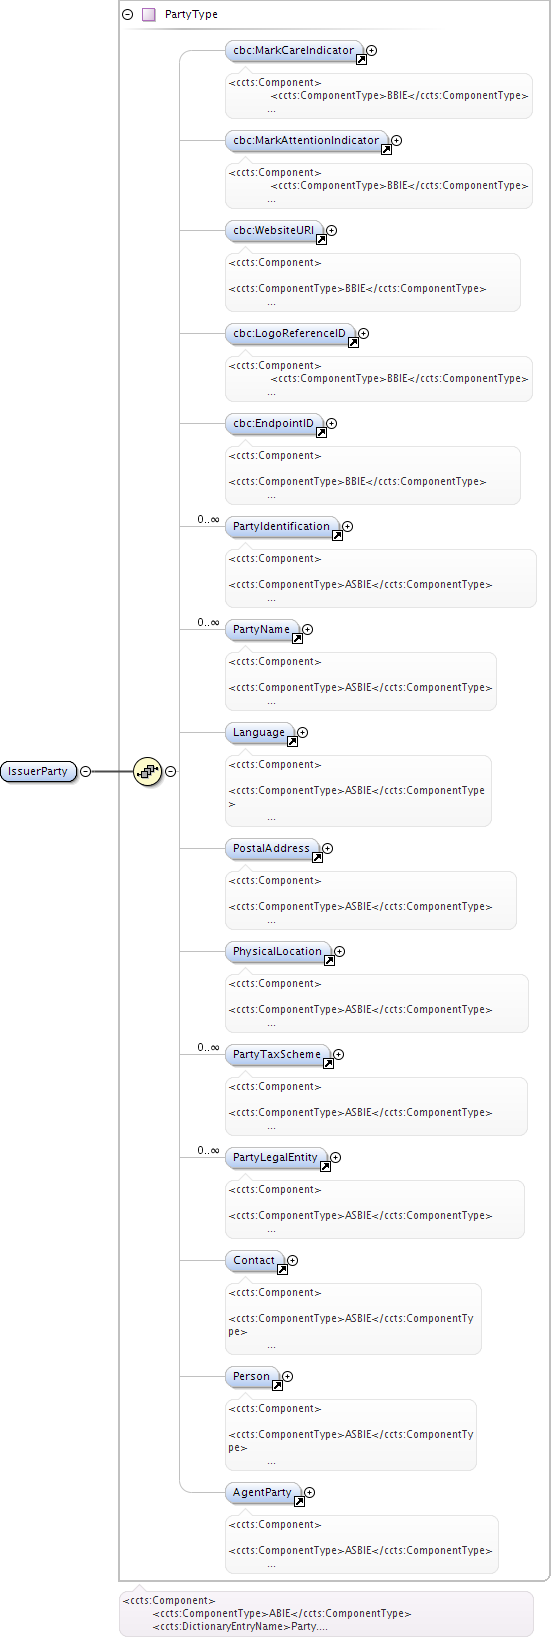 PartyType
cbc:MarkCareIndicator
<ccts:Component>
<ccts:ComponentType>BBIE</ccts:ComponentType>
...
cbc:MarkAttentionIndicator
<ccts:Component>
<ccts:ComponentType>BBIE</ccts:ComponentType>
...
cbc:WebsiteURI
<ccts:Component>
<ccts:ComponentType>BBIE</ccts:ComponentType>
...
cbc:LogoReferenceID
<ccts:Component>
<ccts:ComponentType>BBIE</ccts:ComponentType>
...
cbc:EndpointID
<ccts:Component>
<ccts:ComponentType>BBIE</ccts:ComponentType>
...
0..∞ PartyIdentification
<ccts:Component>
<ccts:ComponentType>ASBIE</ccts:ComponentType>
...
0..∞ PartyName
<ccts:Component>
<ccts:ComponentType>ASBIE</ccts:ComponentType>
...
Language
<ccts:Component>
<ccts:ComponentType>ASBIE</ccts:ComponentType
>
...
IssuerParty
PostalAddress
<ccts:Component>
<ccts:ComponentType>ASBIE</ccts:ComponentType>
...
PhysicalLocation
<ccts:Component>
<ccts:ComponentType>ASBIE</ccts:ComponentType>
...
0..∞ PartyTaxScheme
<ccts:Component>
<ccts:ComponentType>ASBIE</ccts:ComponentType>
...
0..∞ PartyLegalEntity
<ccts:Component>
<ccts:ComponentType>ASBIE</ccts:ComponentType>
...
Contact
<ccts:Component>
<ccts:ComponentType>ASBIE</ccts:ComponentTy
pe>
...
Person
<ccts:Component>
<ccts:ComponentType>ASBIE</ccts:ComponentTy
pe>
...
AgentParty
<ccts:Component>
<ccts:ComponentType>ASBIE</ccts:ComponentType>
...
<ccts:Component>
<ccts:ComponentType>ABIE</ccts:ComponentType>
<ccts:DictionaryEntryName>Party....